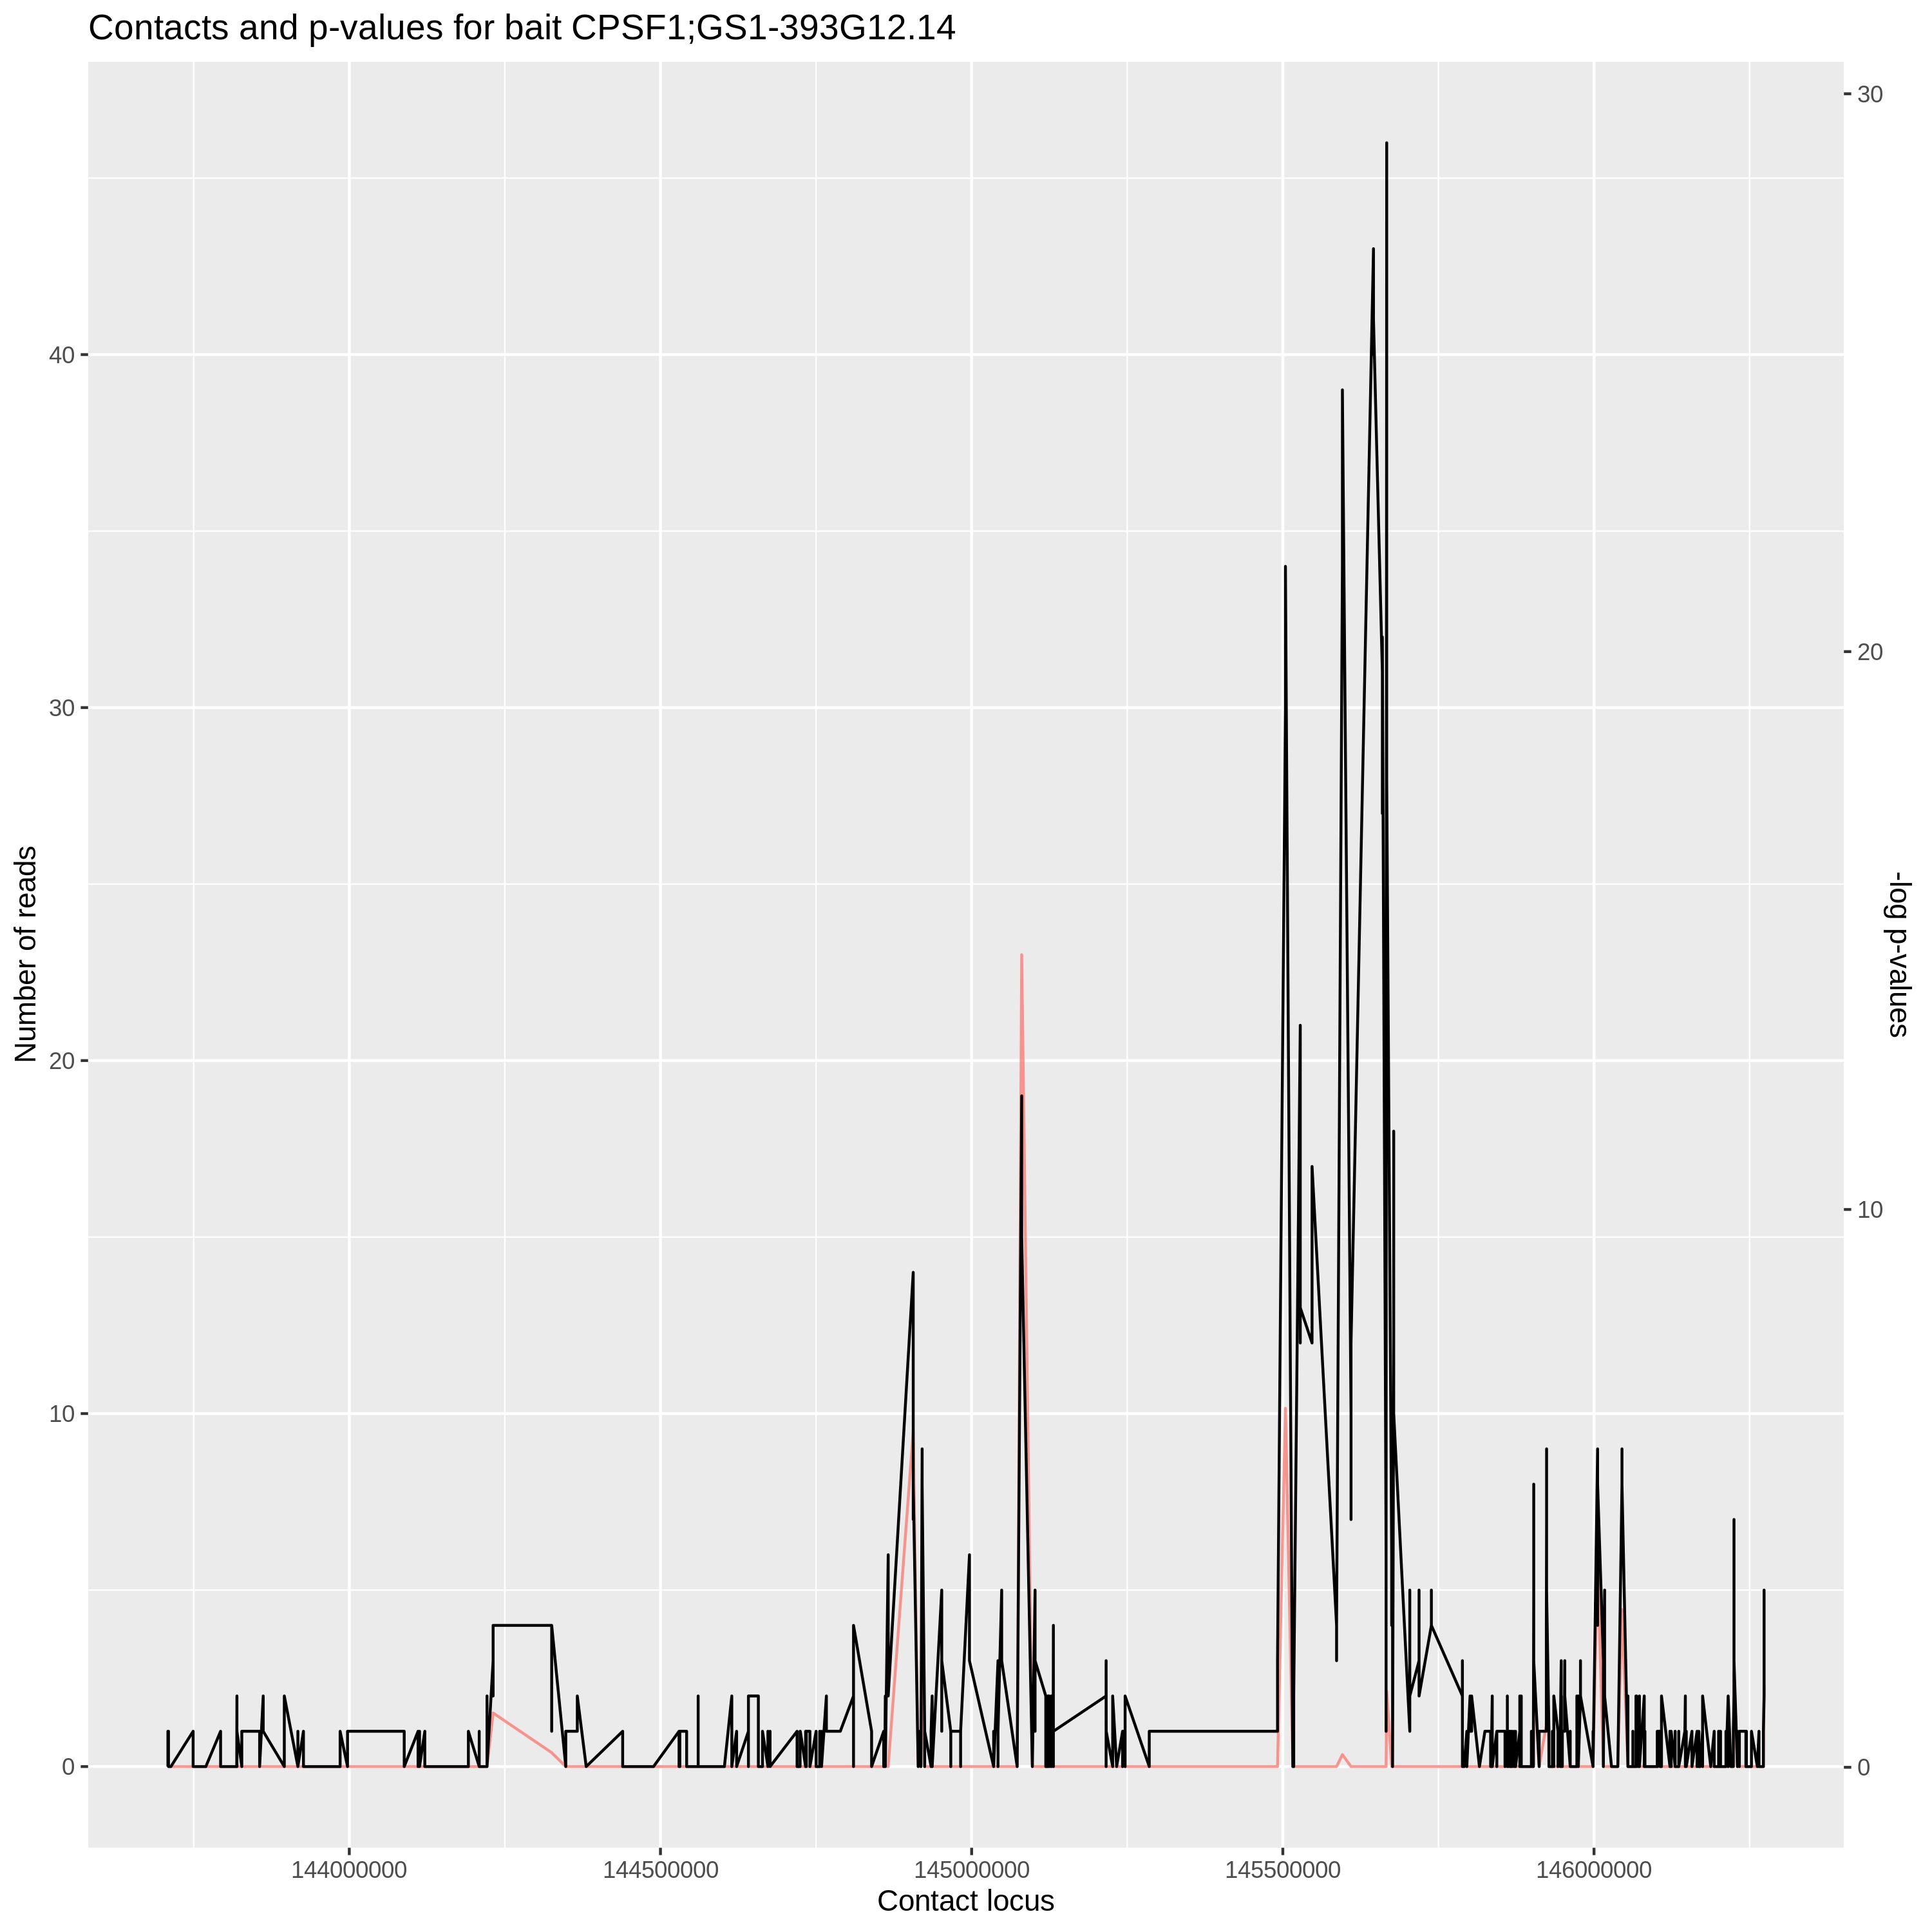 Contacts and p-values for bait CPSF1;GS1-393G12.14
30
40
20
30
Number of reads
-log p-values
20
10
10
0
0
144000000 144500000 145000000 145500000 146000000
Contact locus